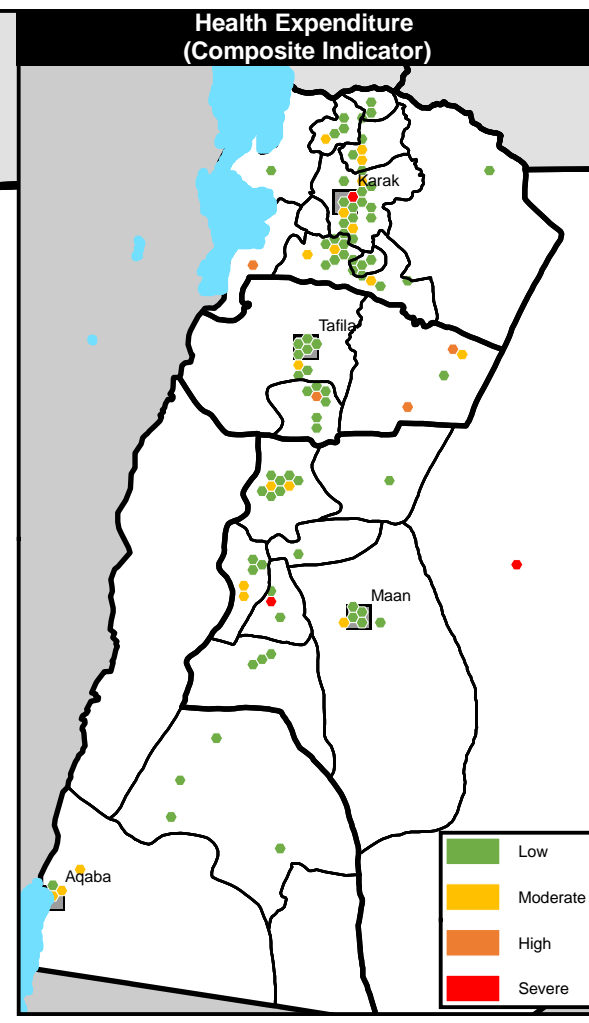 Health Expenditure
(Composite Indicator)
Karak
Tafila
Maan
Aqaba
Low
Moderate
High
Severe